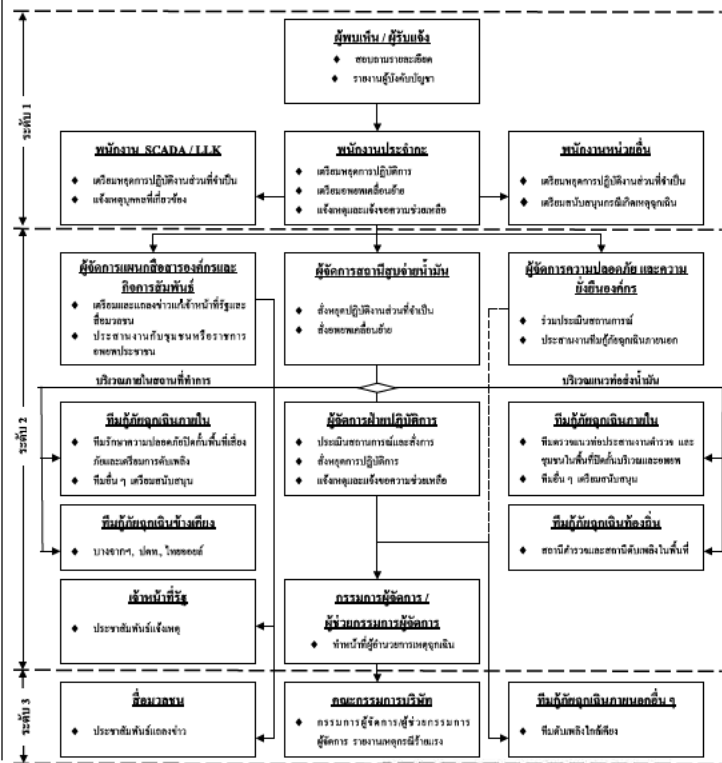 ระดับ 1
ผู้พบเห็น / ผู้รับแจ้ง
♦ สอบถามรายละเอียด
♦ รายงานผู้บังคับบัญชา
พนักงาน SCADA / LLK
♦ เตรียมหยุดการปฏิบัติงานส่วนที่จำเป็น
♦ แจ้งเหตุบุคคลที่เกี่ยวข้อง
พนักงานประจำกะ
♦ เตรียมหยุดการปฏิบัติการ
♦ เตรียมอพยพเคลื่อนย้าย
♦ แจ้งเหตุและแจ้งขอความช่วยเหลือ
พนักงานหน่วยอื่น
♦ เตรียมหยุดการปฏิบัติงานส่วนที่จำเป็น
♦ เตรียมสนับสนุนกรณีเกิดเหตุฉุกเฉิน
ระดับ 2
ผู้จัดการแผนกสื่อสารองค์กรและ
กิจการสัมพันธ์
♦ เตรียมและแถลงข่าวแก่เจ้าหน้าที่รัฐและ
สื่อมวลชน
♦ ประสานงานกับชุมชนหรือราชการ
อพยพประชาชน
ผู้จัดการสถานีสูบจ่ายน้ำมัน
♦ สั่งหยุดปฏิบัติงานส่วนที่จำเป็น
♦ สั่งอพยพเคลื่อนย้าย
ผู้จัดการความปลอดภัย และความ
ยั่งยืนองค์กร
♦ ร่วมประเมินสถานการณ์
♦ ประสานงานทีมกู้ภัยฉุกเฉินภายนอก
บริเวณภายในสถานที่ทำการ
บริเวณแนวท่อส่งน้ำมัน
ทีมกู้ภัยฉุกเฉินภายใน
♦ ทีมรักษาความปลอดภัยปิดกั้นพื้นที่เสี่ยง
ภัยและเตรียมการดับเพลิง
♦ ทีมอื่น ๆ เตรียมสนับสนุน
ผู้จัดการฝ่ายปฏิบัติการ
♦ ประเมินสถานการณ์และสั่งการ
♦ สั่งหยุดการปฏิบัติการ
♦ แจ้งเหตุและแจ้งขอความช่วยเหลือ
ทีมกู้ภัยฉุกเฉินภายใน
♦ ทีมตรวจแนวท่อประสานงานตำรวจ และ
ชุมชนในพื้นที่ปิดกั้นบริเวณและอพยพ
♦ ทีมอื่น ๆ เตรียมสนับสนุน
ทีมกู้ภัยฉุกเฉินข้างเคียง
♦ บางจากฯ, ปตท., ไทยออยล์
ทีมกู้ภัยฉุกเฉินท้องถิ่น
♦ สถานีตำรวจและสถานีดับเพลิงในพื้นที่
เจ้าหน้าที่รัฐ
♦ ประชาสัมพันธ์แจ้งเหตุ
กรรมการผู้จัดการ /
ผู้ช่วยกรรมการผู้จัดการ
♦ ทำหน้าที่ผู้อำนวยการเหตุฉุกเฉิน
ระดับ 3
สื่อมวลชน
♦ ประชาสัมพันธ์แถลงข่าว
คณะกรรมการบริษัท
♦ กรรมการผู้จัดการ/ผู้ช่วยกรรมการ
ผู้จัดการ รายงานเหตุกรณีร้ายแรง
ทีมกู้ภัยฉุกเฉินภายนอกอื่น ๆ
♦ ทีมดับเพลิงใกล้เคียง